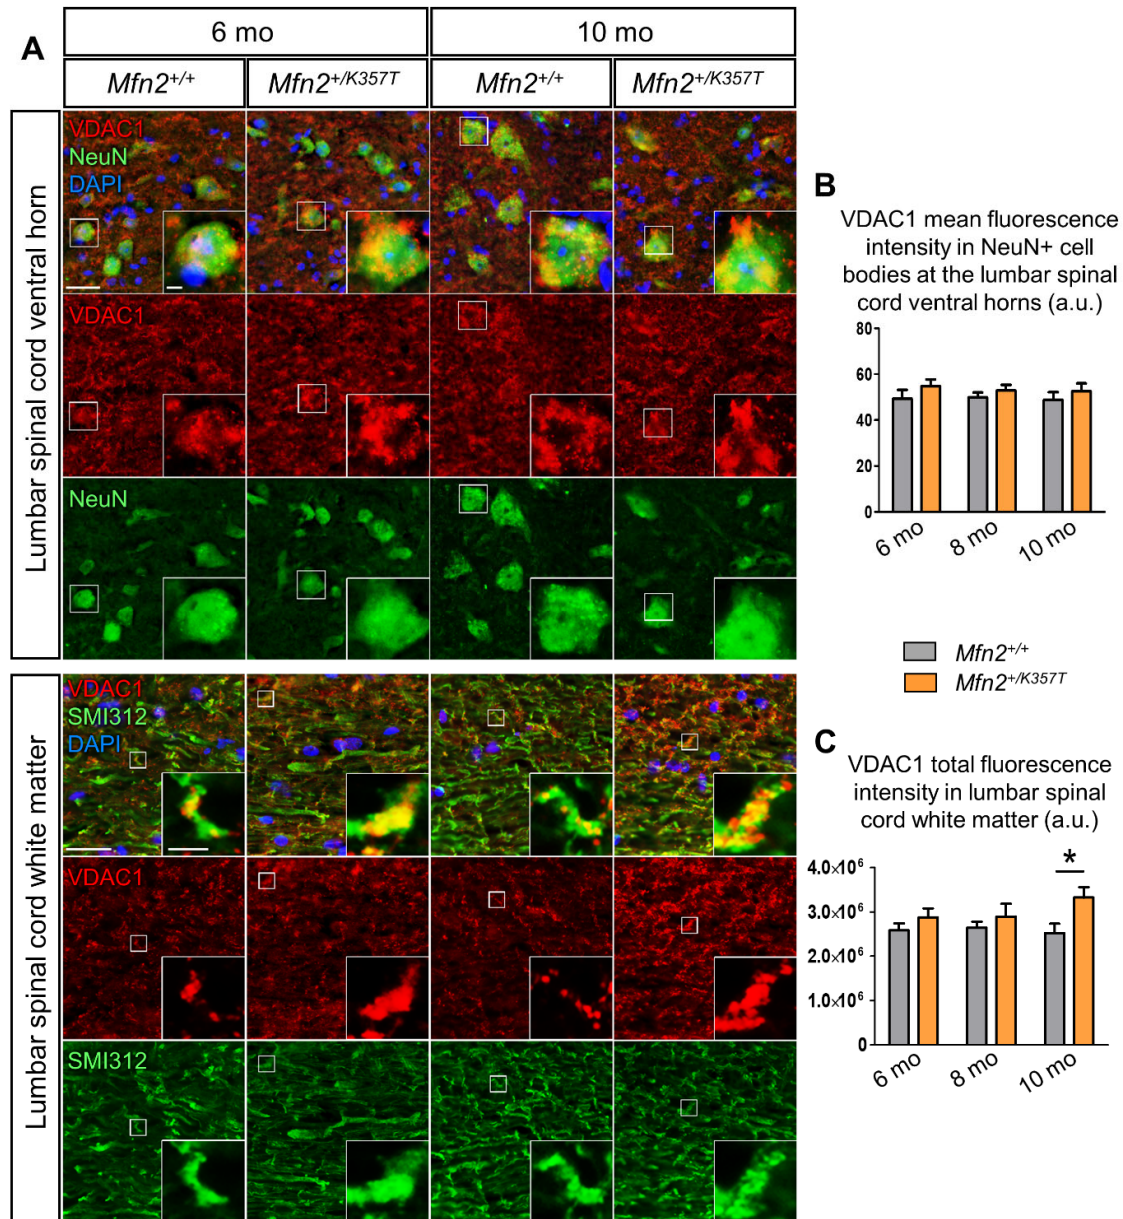 A
6 mo
10 mo
Mfn2+/+
Mfn2+/K357T
Mfn2+/+
Mfn2+/K357T
Lumbar spinal cord ventral horn
VDAC1
NeuN
DAPI
VDAC1
NeuN
Lumbar spinal cord white matter
VDAC1
SMI312
DAPI
VDAC1
SMI312
B
VDAC1 mean fluorescence
intensity in NeuN+ cell
bodies at the lumbar spinal
cord ventral horns (a.u.)
80
60
40
20
0
6 mo
8 mo
10 mo
Mfn2+/+
Mfn2+/K357T
C
VDAC1 total fluorescence
intensity in lumbar spinal
cord white matter (a.u.)
4.0×10⁶
3.0×10⁶
2.0×10⁶
1.0×10⁶
0
*
6 mo
8 mo
10 mo